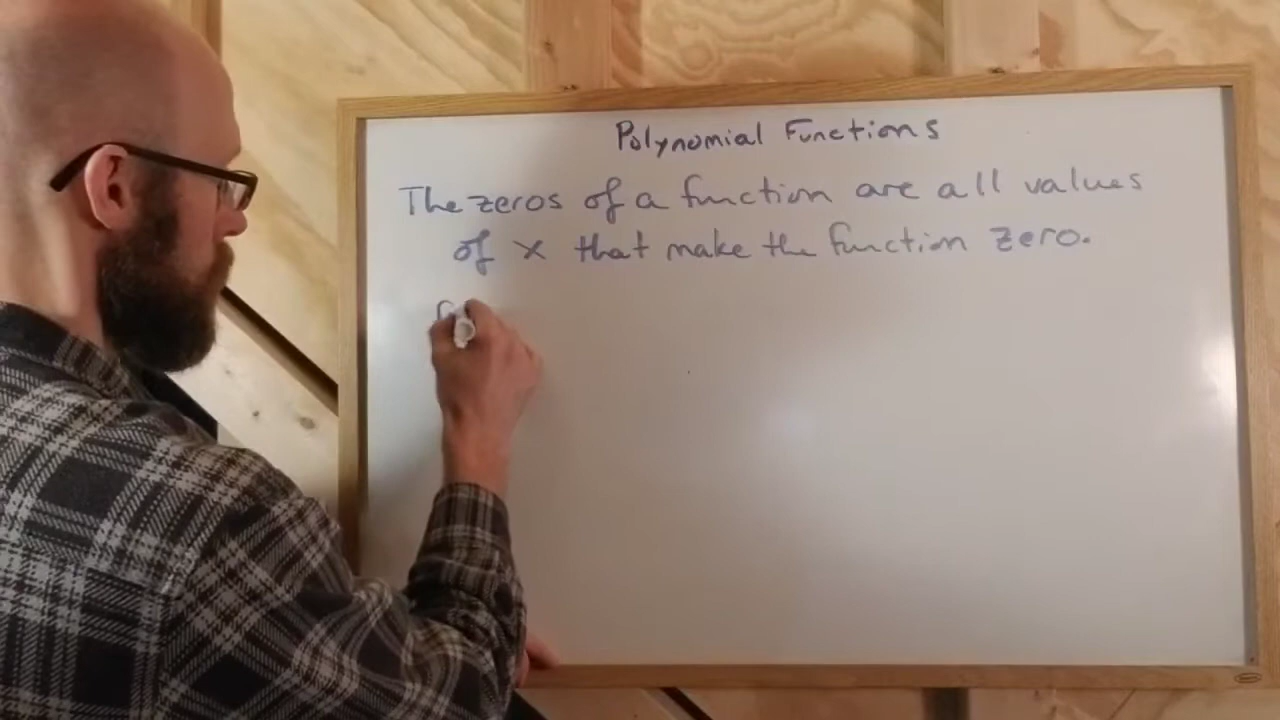 Polynomial Functions
The zeros of a function are all values
of x that make the function zero.